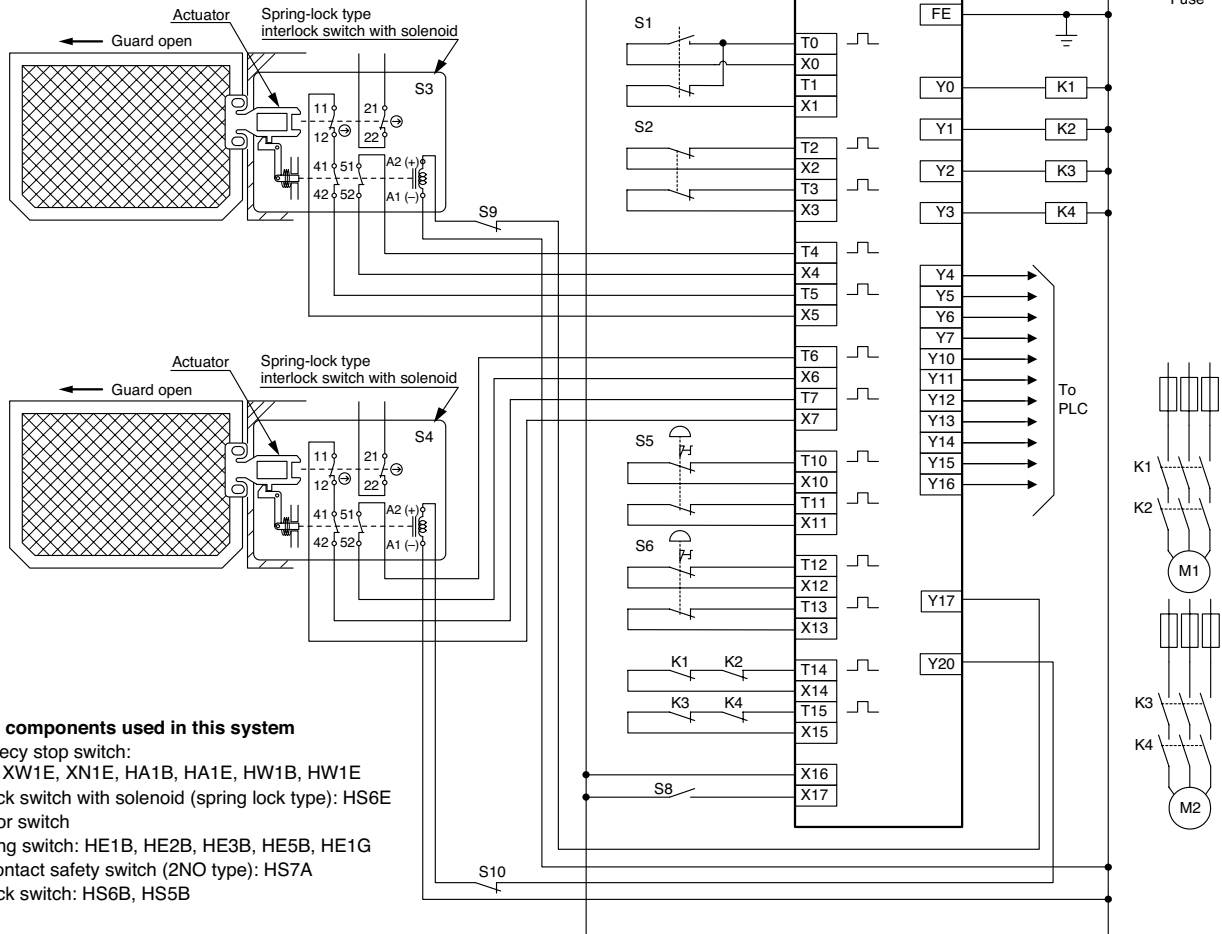 Fuse
Actuator
Spring-lock type
interlock switch with solenoid
Guard open
S3
11
21
12
22
41
51
A2 (+)
42
52
A1 (–)
S9
S1
T0
X0
T1
X1
S2
T2
X2
T3
X3
T4
X4
T5
X5
FE
Y0
K1
Y1
K2
Y2
K3
Y3
K4
Actuator
Spring-lock type
interlock switch with solenoid
Guard open
S4
11
21
12
22
41
51
A2 (+)
42
52
A1 (–)
T6
X6
T7
X7
S5
T10
X10
T11
X11
S6
T12
X12
T13
X13
K1
K2
T14
X14
K3
K4
T15
X15
X16
S8
X17
S10
Y4
Y5
Y6
Y7
Y10
Y11
Y12
Y13
Y14
Y15
Y16
To
PLC
Y17
Y20
K1
K2
M1
K3
K4
M2
components used in this system
ecy stop switch:
XW1E, XN1E, HA1B, HA1E, HW1B, HW1E
ck switch with solenoid (spring lock type): HS6E
or switch
ng switch: HE1B, HE2B, HE3B, HE5B, HE1G
ontact safety switch (2NO type): HS7A
ck switch: HS6B, HS5B